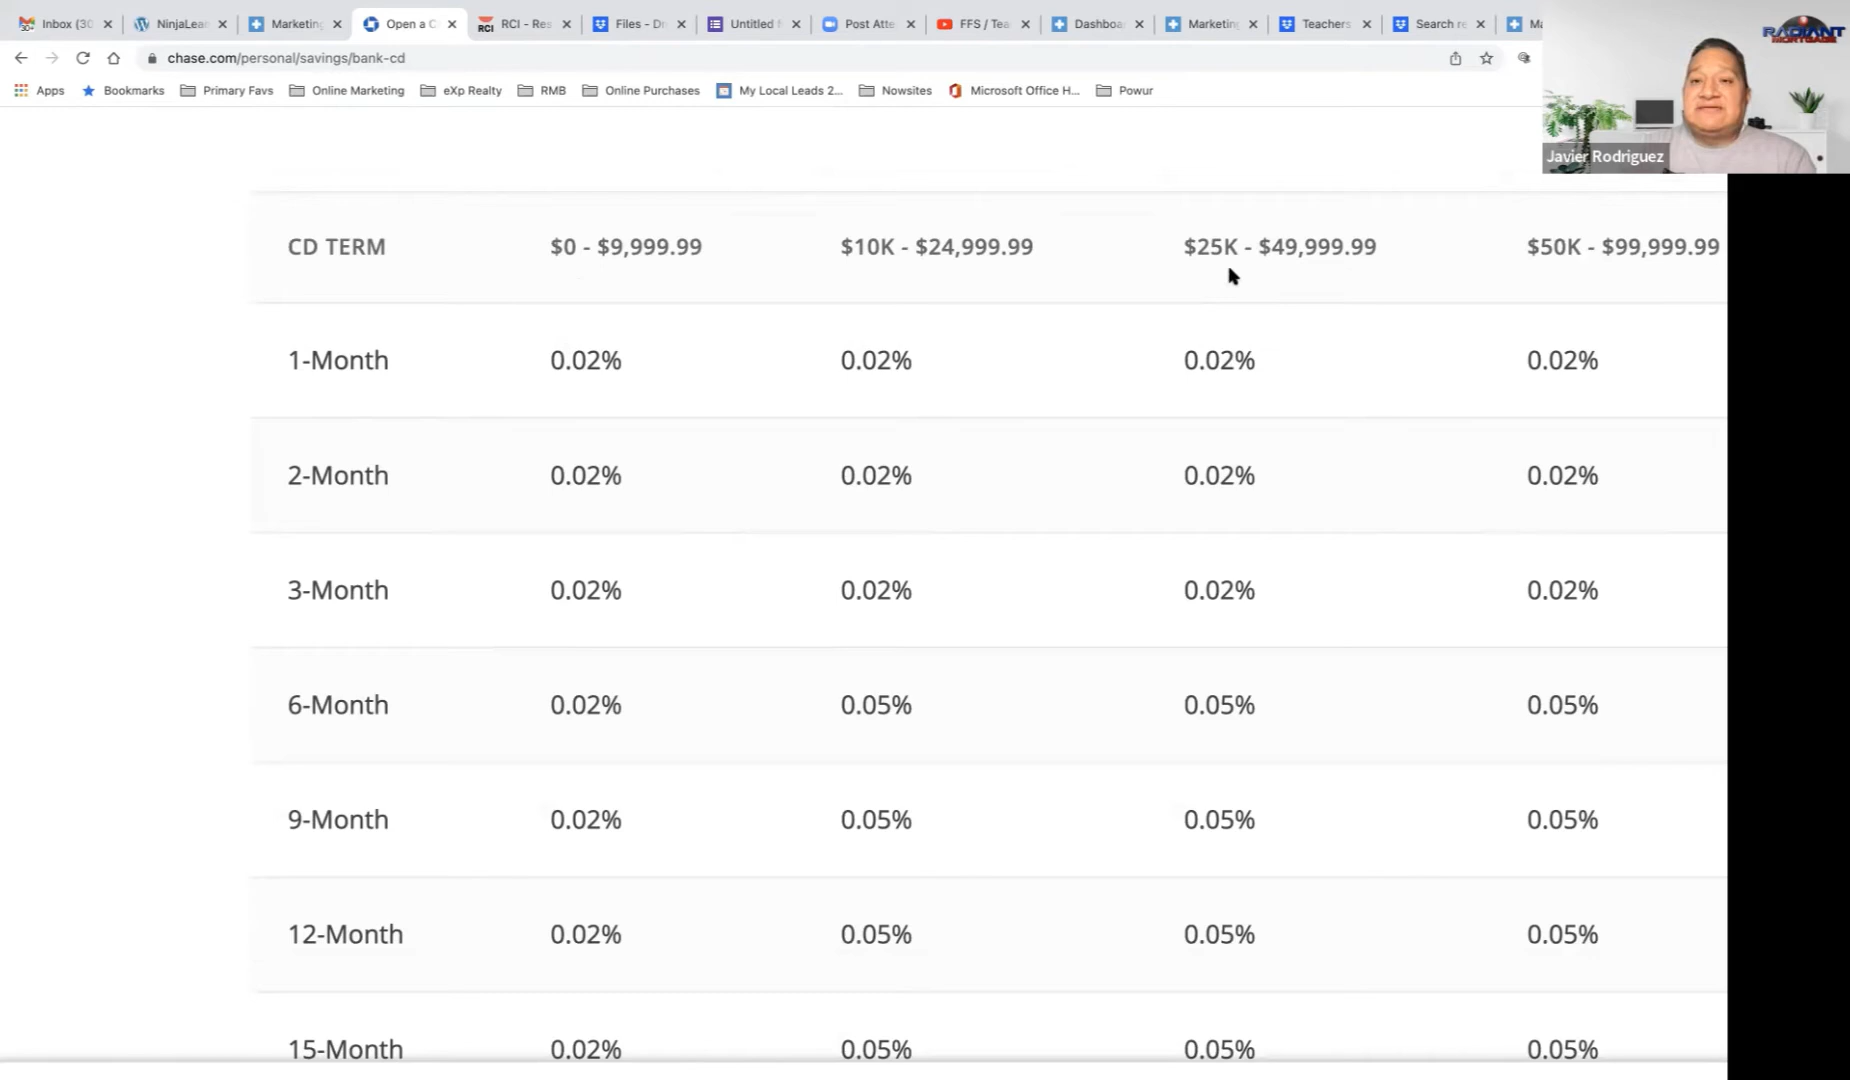 Inbox (30
NinjaLear
Marketing
Open a C
RCI
RCI - Res
Files - Dr
Untitled f
Post Atte
FFS / Tea
Dashboa
Marketing
Teachers
Search re
Ma
chase.com/personal/savings/bank-cd
Apps
Bookmarks
Primary Favs
Online Marketing
eXp Realty
RMB
Online Purchases
My Local Leads 2...
Nowsites
Microsoft Office H...
Powur
RADIANT
MORTGAGE
Javier Rodriguez
CD TERM $0 - $9,999.99 $10K - $24,999.99 $25K - $49,999.99 $50K - $99,999.99
1-Month 0.02% 0.02% 0.02% 0.02%
2-Month 0.02% 0.02% 0.02% 0.02%
3-Month 0.02% 0.02% 0.02% 0.02%
6-Month 0.02% 0.05% 0.05% 0.05%
9-Month 0.02% 0.05% 0.05% 0.05%
12-Month 0.02% 0.05% 0.05% 0.05%
15-Month 0.02% 0.05% 0.05% 0.05%